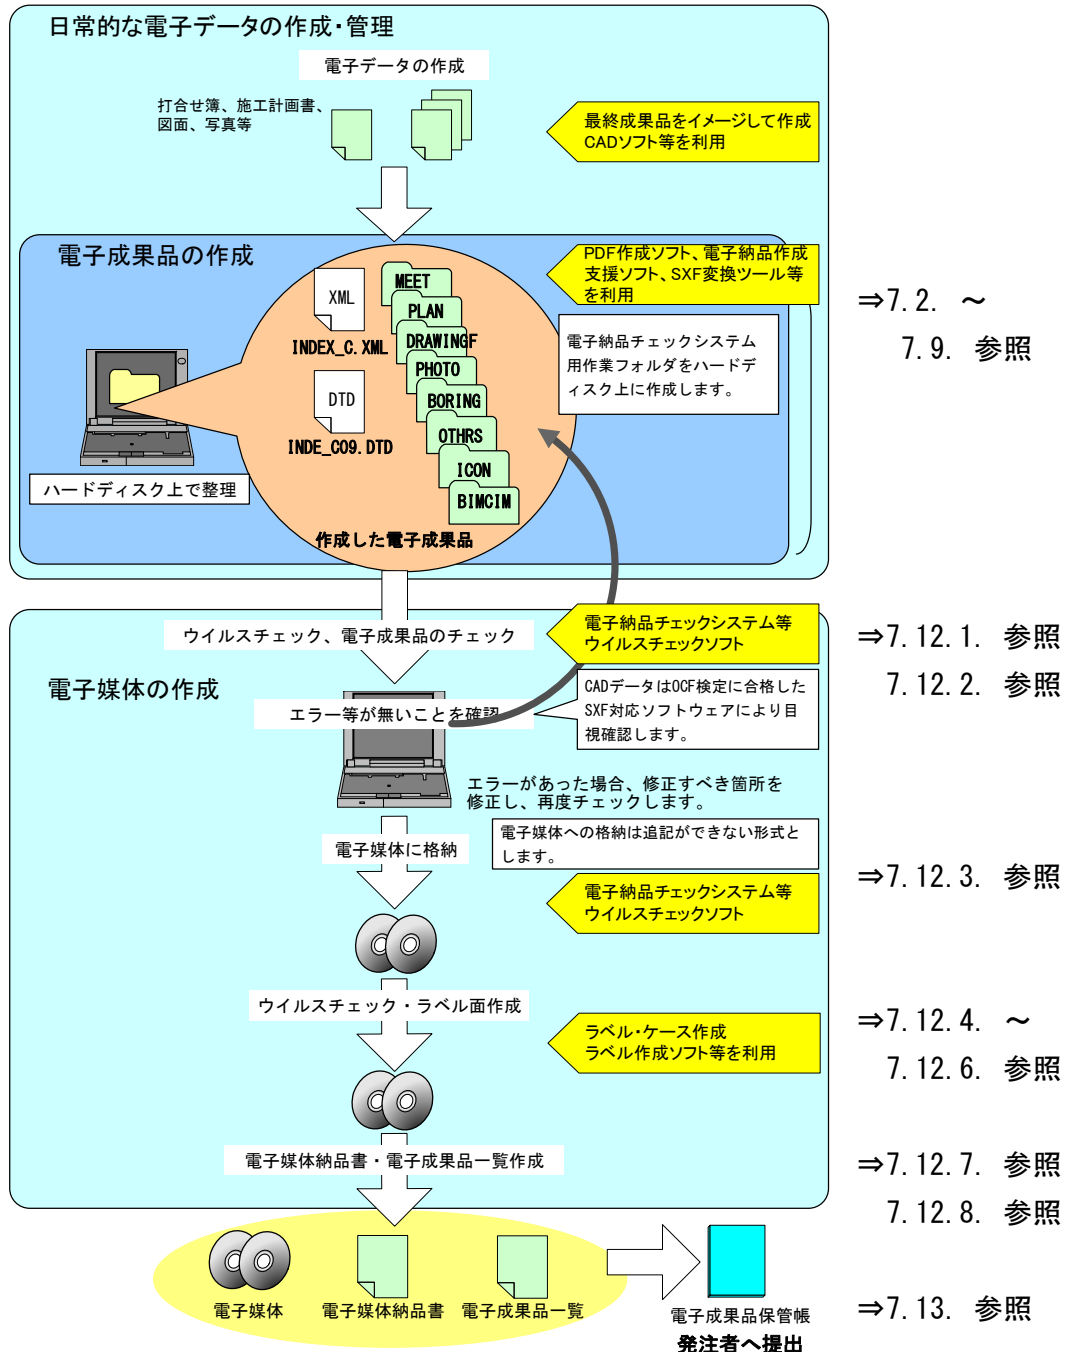 日常的な電子データの作成・管理
電子データの作成
打合せ簿、施工計画書、
図面、写真等
最終成果品をイメージして作成
CADソフト等を利用
電子成果品の作成
PDF作成ソフト、電子納品作成
支援ソフト、SXF変換ツール等
を利用
⇒7.2. ～
7.9. 参照
XML
INDEX_C.XML
DTD
INDE_C09.DTD
MEET
PLAN
DRAWINGF
PHOTO
BORING
OTHRS
ICON
BIMCIM
電子納品チェックシステム
用作業フォルダをハードデ
ィスク上に作成します。
ハードディスク上で整理
作成した電子成果品
ウイルスチェック、電子成果品のチェック
電子納品チェックシステム等
ウイルスチェックソフト
⇒7.12.1. 参照
7.12.2. 参照
電子媒体の作成
エラー等が無いことを確認
CADデータはOCF検定に合格した
SXF対応ソフトウェアにより目
視確認します。
エラーがあった場合、修正すべき箇所を
修正し、再度チェックします。
電子媒体に格納
電子媒体への格納は追記ができない形式と
します。
電子納品チェックシステム等
ウイルスチェックソフト
⇒7.12.3. 参照
ウイルスチェック・ラベル面作成
ラベル・ケース作成
ラベル作成ソフト等を利用
⇒7.12.4. ～
7.12.6. 参照
電子媒体納品書・電子成果品一覧作成
⇒7.12.7. 参照
7.12.8. 参照
電子媒体
電子媒体納品書
電子成果品一覧
電子成果品保管帳
発注者へ提出
⇒7.13. 参照